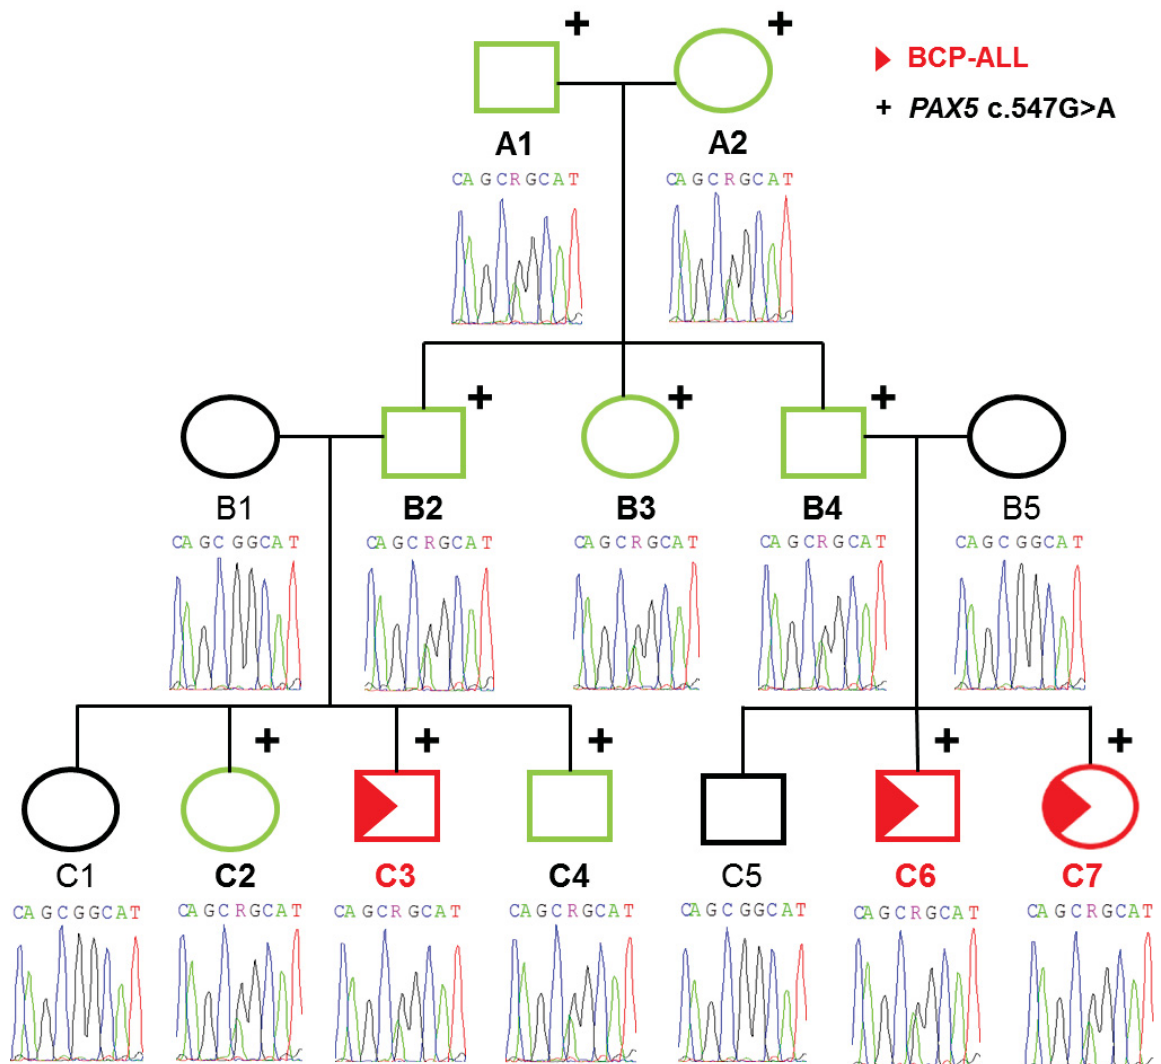 + +
BCP-ALL
+ PAX5 c.547G>A
A1 A2
CAGCRGCAT CAGCRGCAT
+ + +
B1 B2 B3 B4 B5
CAGCGGCAT CAGCRGCAT CAGCRGCAT CAGCRGCAT CAGCGGCAT
+ + + + +
C1 C2 C3 C4 C5 C6 C7
CAGCGGCAT CAGCRGCAT CAGCRGCAT CAGCRGCAT CAGCGGCAT CAGCRGCAT CAGCRGCAT